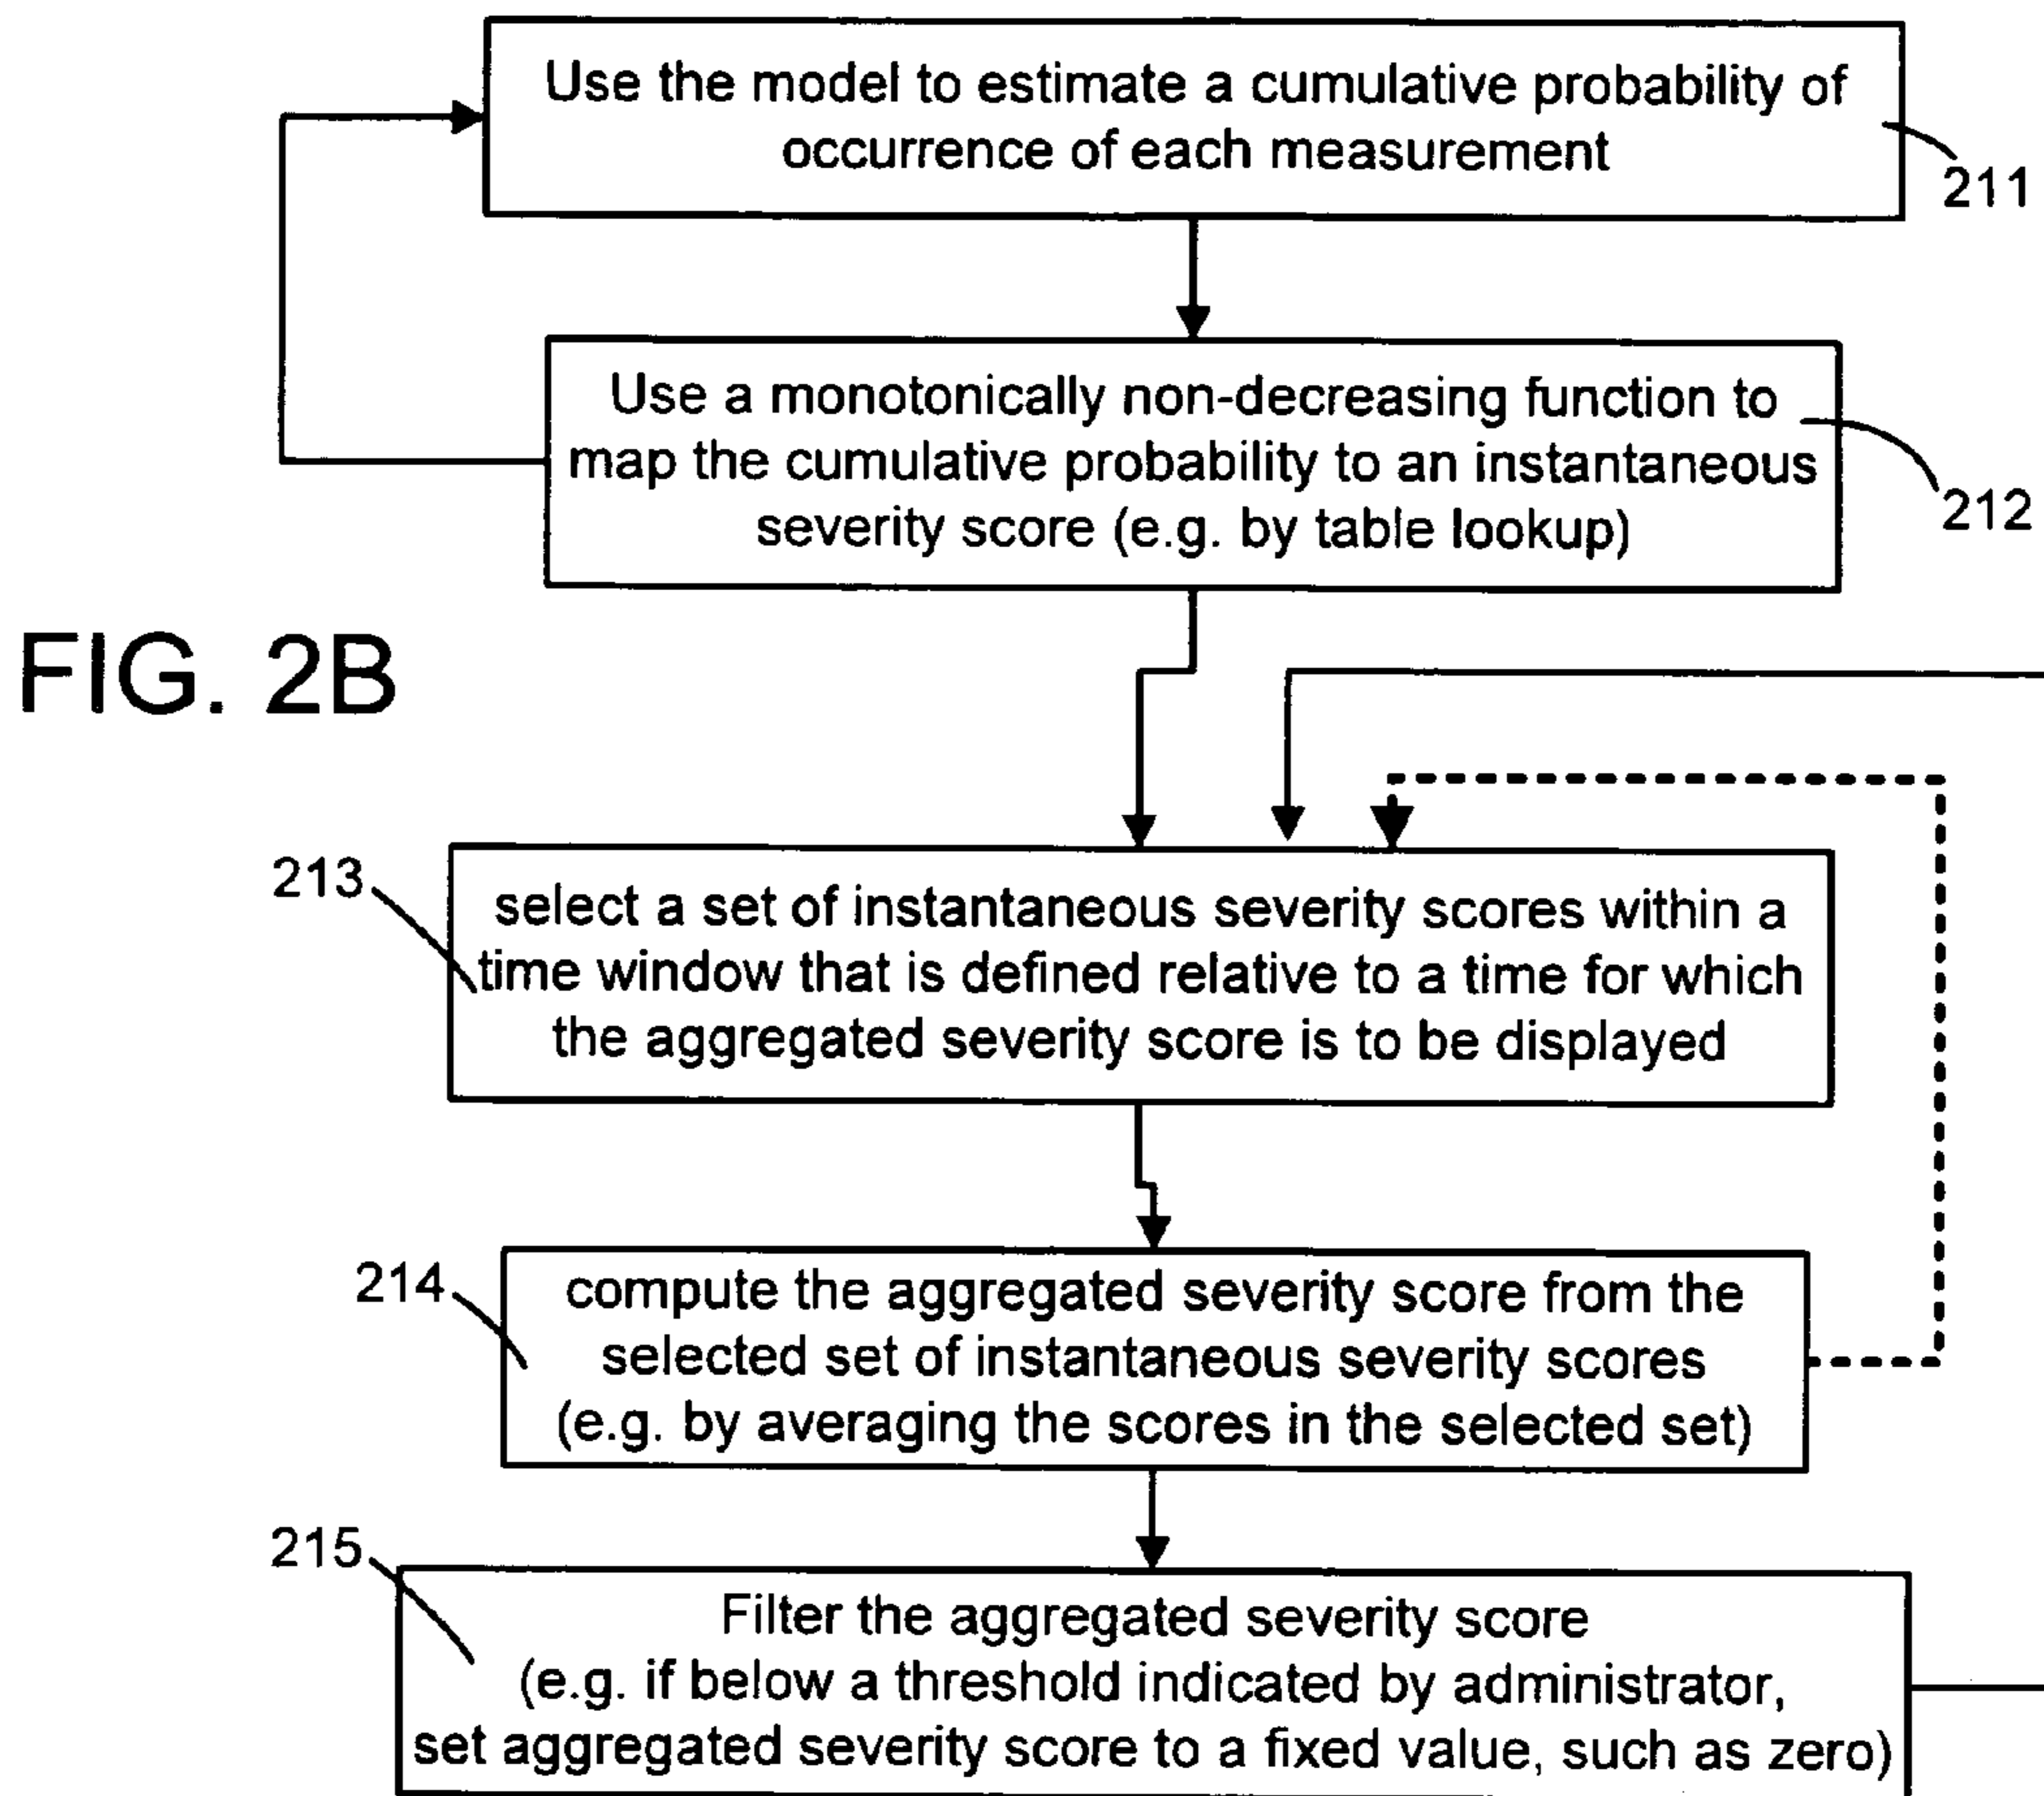 Use the model to estimate a cumulative probability of
occurrence of each measurement
211
Use a monotonically non-decreasing function to
map the cumulative probability to an instantaneous
severity score (e.g. by table lookup)
212
FIG. 2B
213
select a set of instantaneous severity scores within a
time window that is defined relative to a time for which
the aggregated severity score is to be displayed
214
compute the aggregated severity score from the
selected set of instantaneous severity scores
(e.g. by averaging the scores in the selected set)
215
Filter the aggregated severity score
(e.g. if below a threshold indicated by administrator,
set aggregated severity score to a fixed value, such as zero)